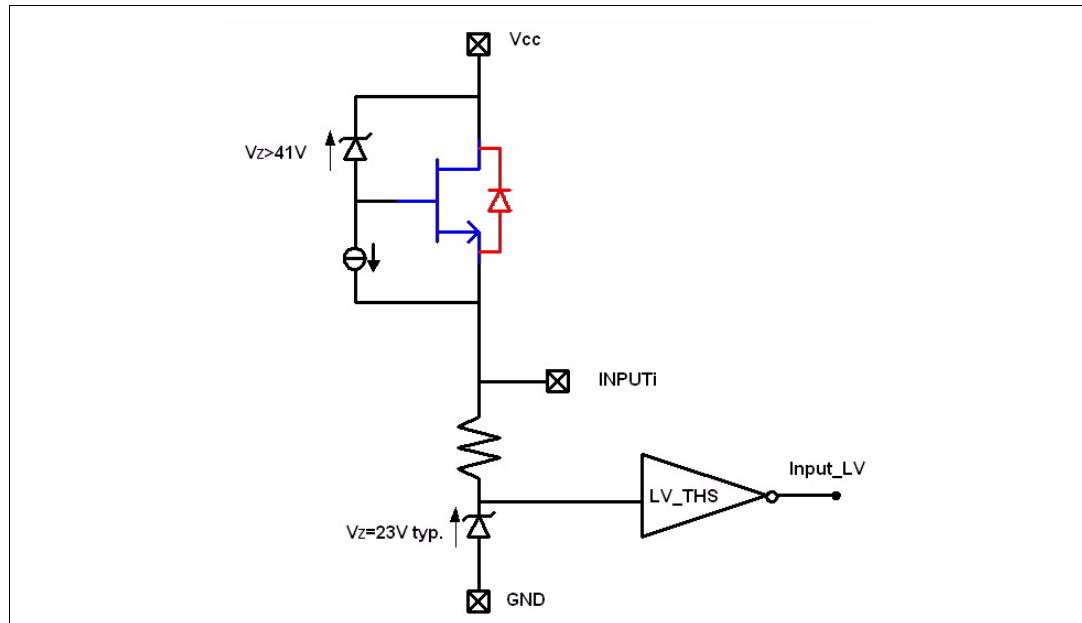 Vcc
Vz>41V
INPUTi
Input_LV
LV_THS
Vz=23V typ.
GND